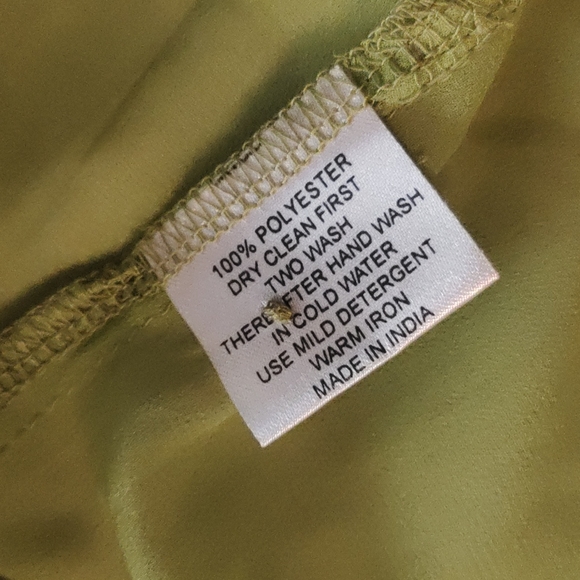 100% POLYESTER
DRY CLEAN FIRST
TWO WASH
THEREAFTER HAND WASH
IN COLD WATER
USE MILD DETERGENT
WARM IRON
MADE IN INDIA